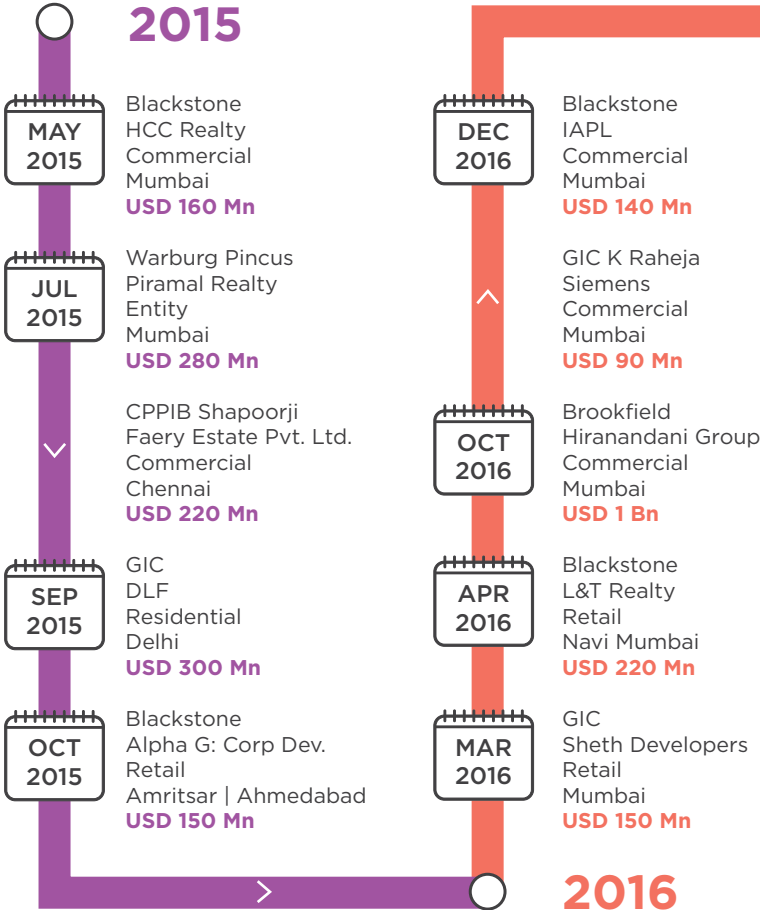 2015
MAY
2015
Blackstone
HCC Realty
Commercial
Mumbai
USD 160 Mn
JUL
2015
Warburg Pincus
Piramal Realty
Entity
Mumbai
USD 280 Mn
CPPIB Shapoorji
Faery Estate Pvt. Ltd.
Commercial
Chennai
USD 220 Mn
SEP
2015
GIC
DLF
Residential
Delhi
USD 300 Mn
OCT
2015
Blackstone
Alpha G: Corp Dev.
Retail
Amritsar | Ahmedabad
USD 150 Mn
DEC
2016
Blackstone
IAPL
Commercial
Mumbai
USD 140 Mn
GIC K Raheja
Siemens
Commercial
Mumbai
USD 90 Mn
OCT
2016
Brookfield
Hiranandani Group
Commercial
Mumbai
USD 1 Bn
APR
2016
Blackstone
L&T Realty
Retail
Navi Mumbai
USD 220 Mn
MAR
2016
GIC
Sheth Developers
Retail
Mumbai
USD 150 Mn
2016